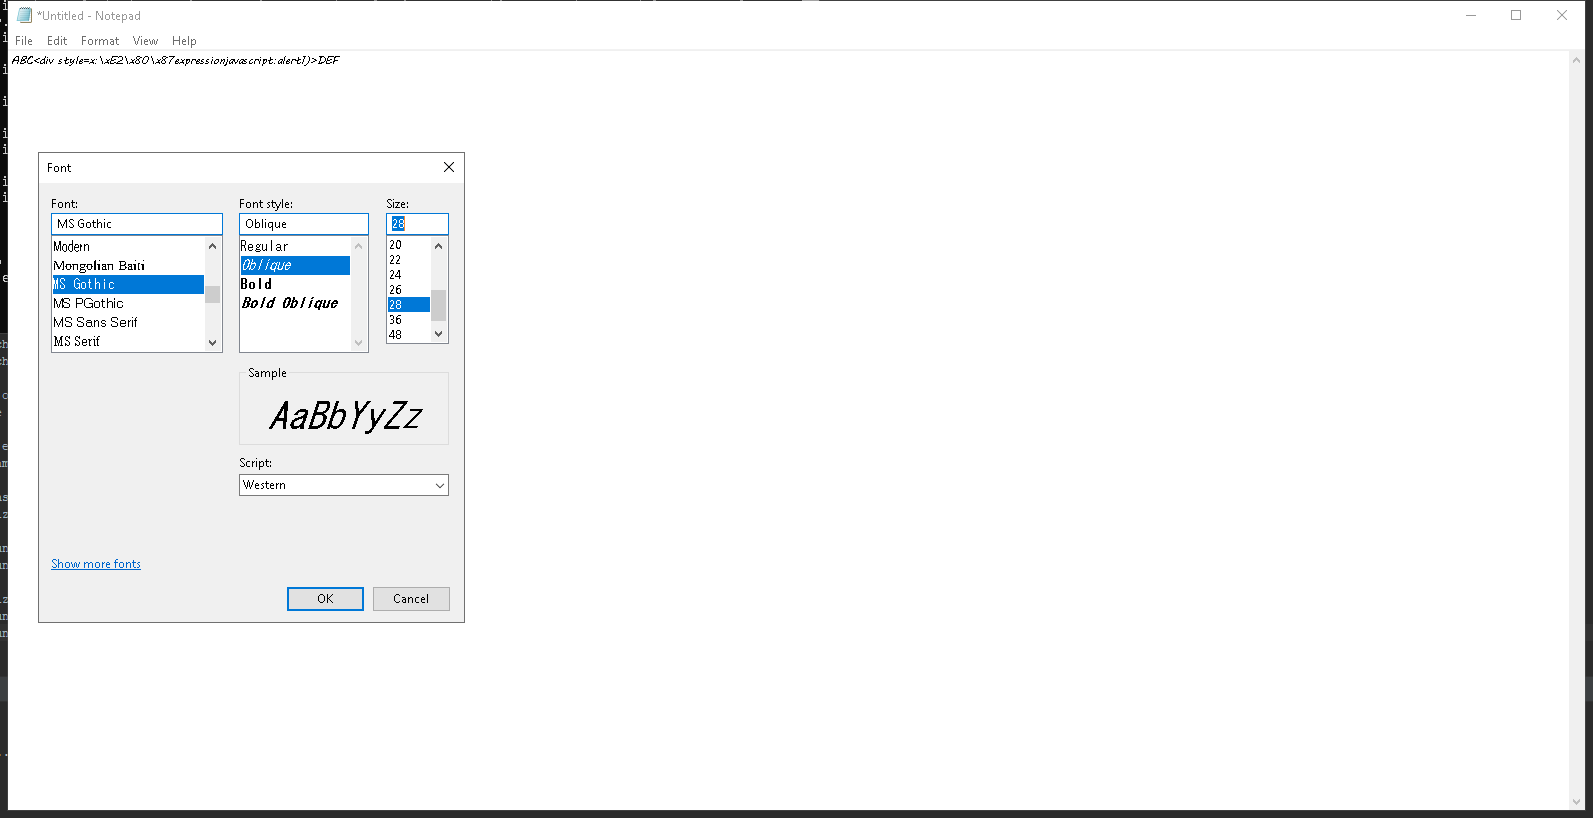 *Untitled - Notepad
File Edit Format View Help
ABC<div style=x:\xE2\x80\x87expressionjavascript:alert1)>DEF
Font
Font:
MS Gothic
Modern
Mongolian Baiti
MS Gothic
MS PGothic
MS Sans Serif
MS Serif
Font style:
Oblique
Regular
Oblique
Bold
Bold Oblique
Size:
28
20
22
24
26
28
36
48
Sample
AaBbYyZz
Script:
Western
Show more fonts
OK Cancel